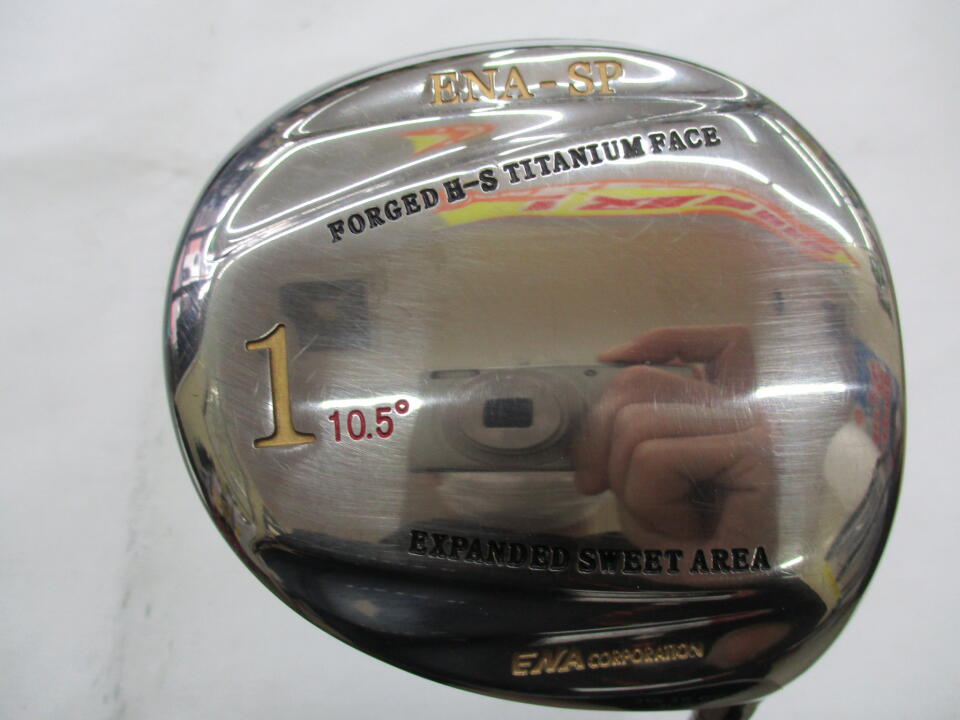 ENA-SP
FORGED H-S TITANIUM FACE
1 10.5°
EXPANDED SWEET AREA
ENA CORPORATION